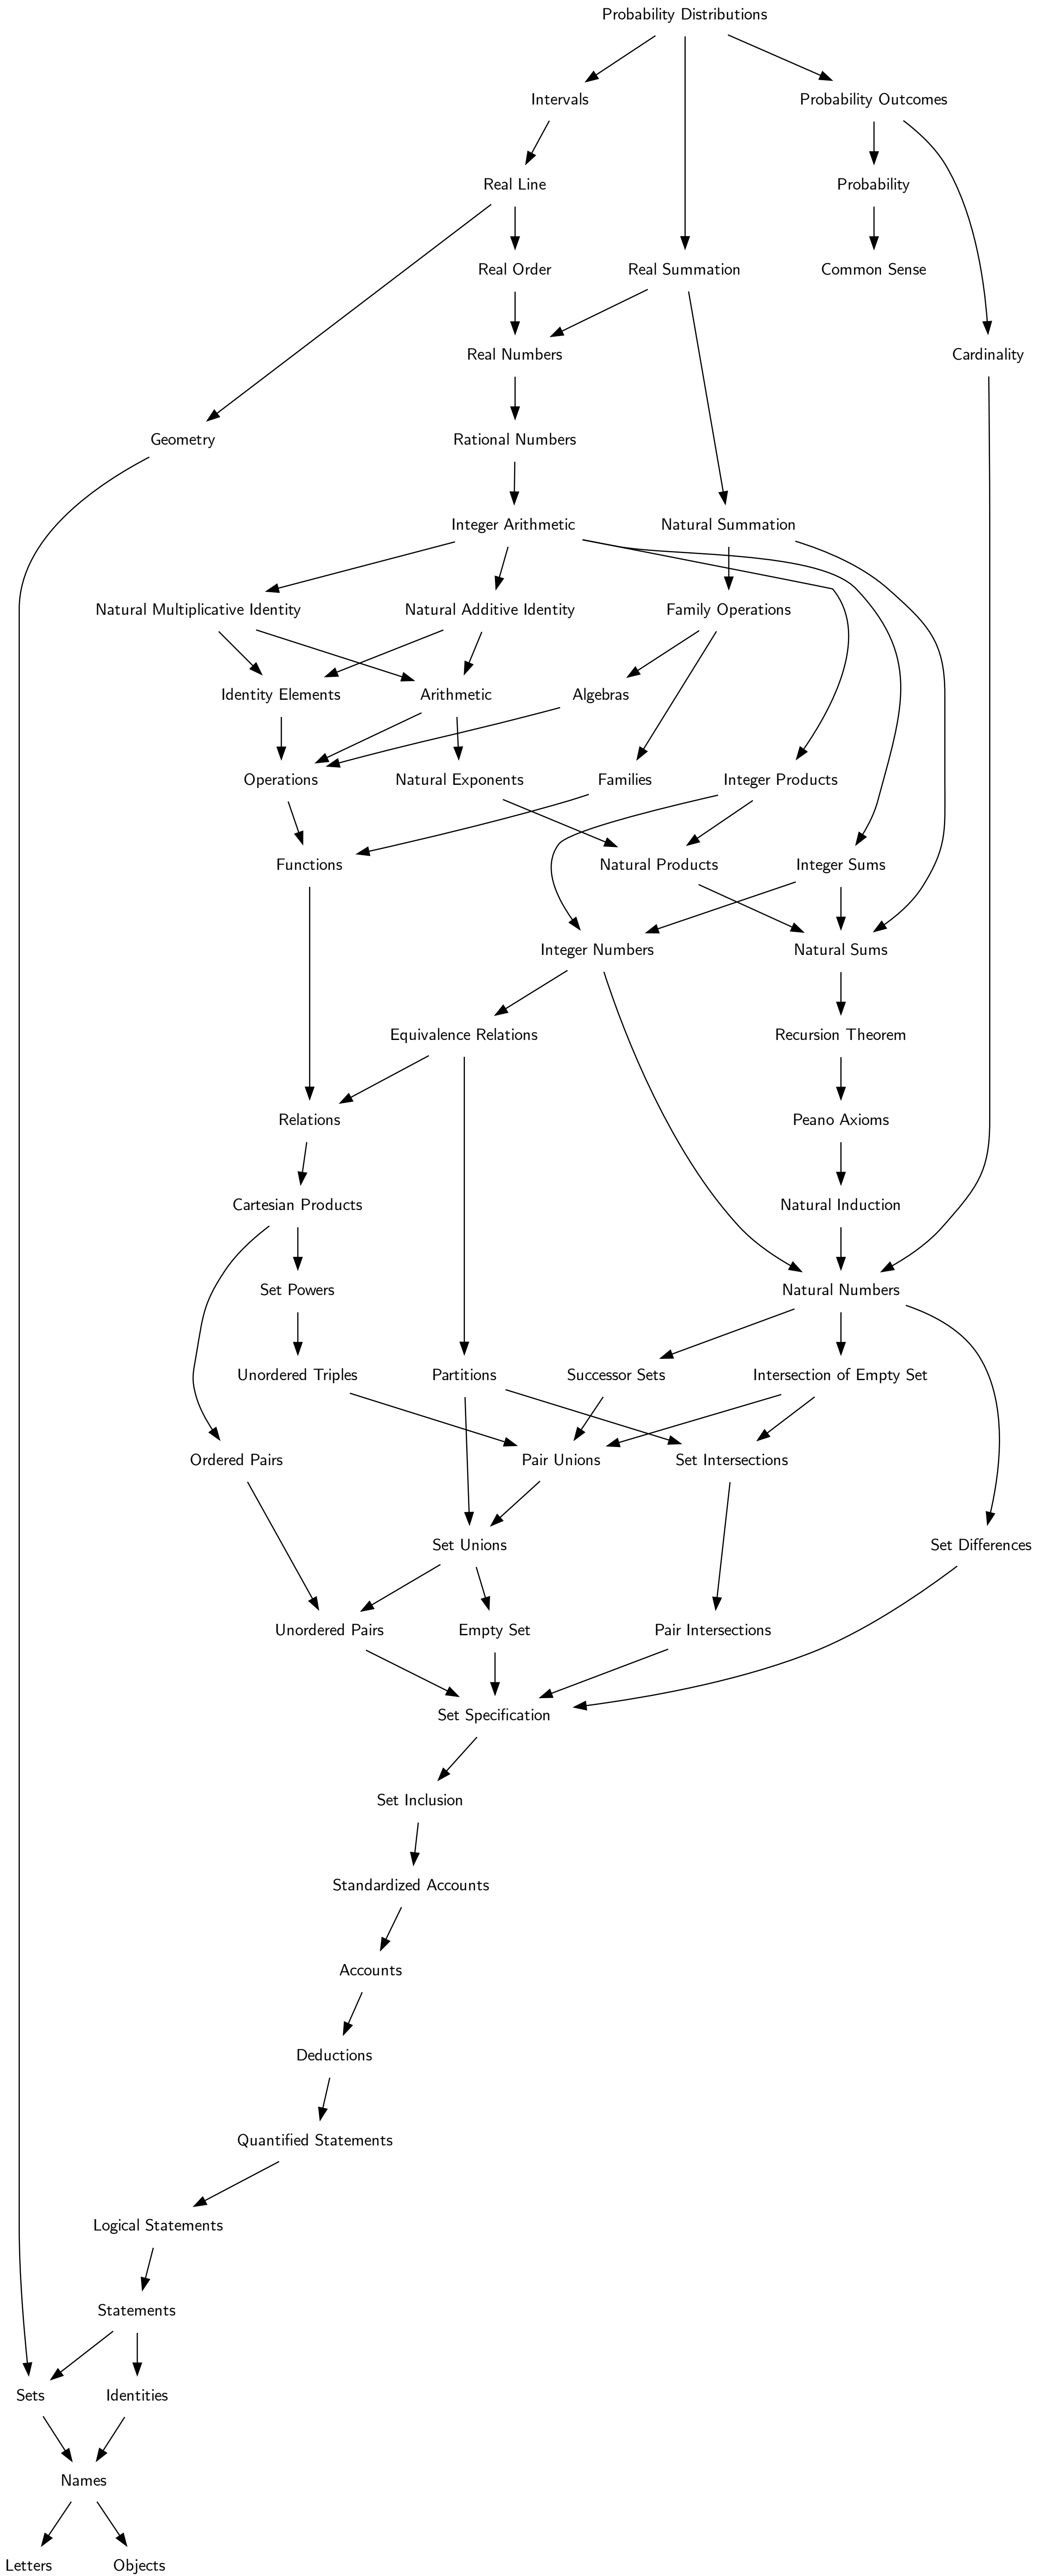 Probability Distributions
Intervals
Probability Outcomes
Real Line
Probability
Real Order
Real Summation
Common Sense
Real Numbers
Cardinality
Geometry
Rational Numbers
Integer Arithmetic
Natural Summation
Natural Multiplicative Identity
Natural Additive Identity
Family Operations
Identity Elements
Arithmetic
Algebras
Operations
Natural Exponents
Families
Integer Products
Functions
Natural Products
Integer Sums
Integer Numbers
Natural Sums
Equivalence Relations
Recursion Theorem
Relations
Peano Axioms
Cartesian Products
Natural Induction
Set Powers
Natural Numbers
Unordered Triples
Partitions
Successor Sets
Intersection of Empty Set
Ordered Pairs
Pair Unions
Set Intersections
Set Unions
Set Differences
Unordered Pairs
Empty Set
Pair Intersections
Set Specification
Set Inclusion
Standardized Accounts
Accounts
Deductions
Quantified Statements
Logical Statements
Statements
Sets
Identities
Names
Letters
Objects